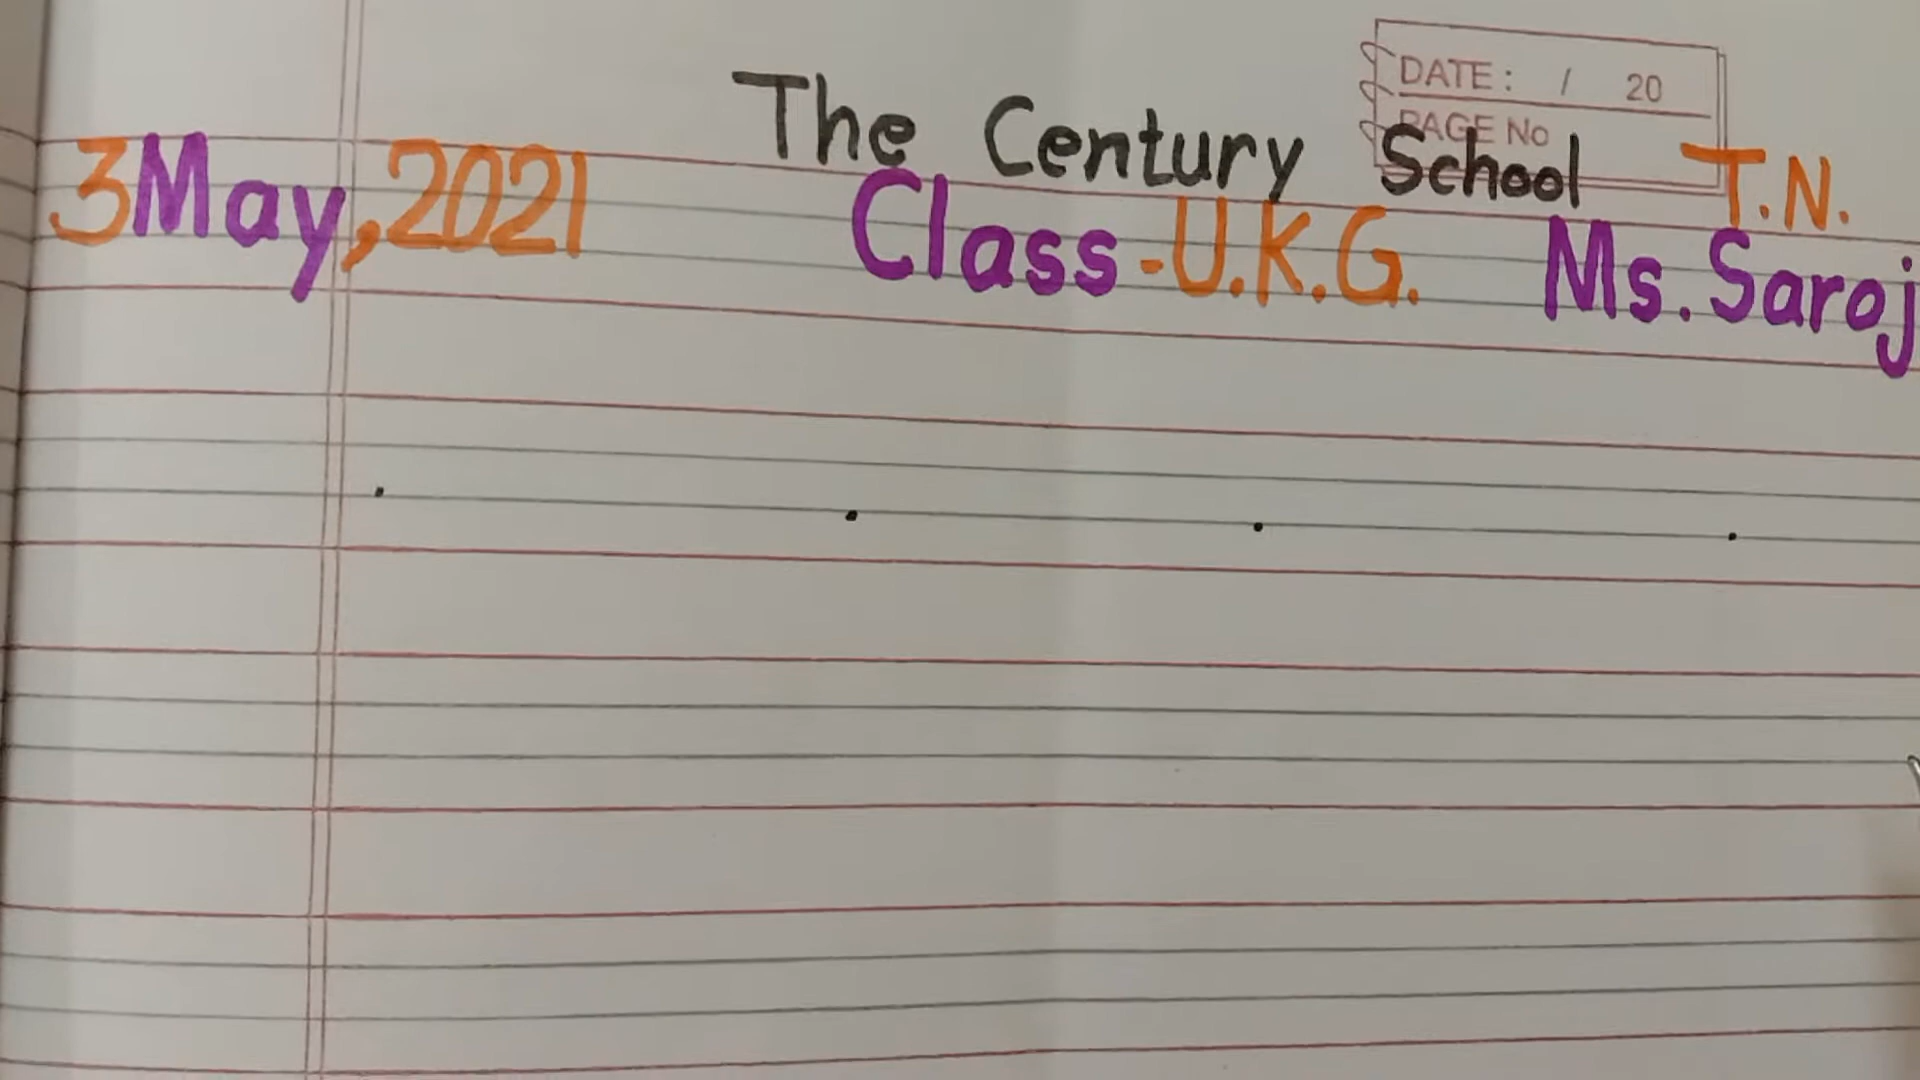 DATE: / 20
PAGE No
The Century School T.N.
3May,2021 Class-U.K.G. Ms.Saroj